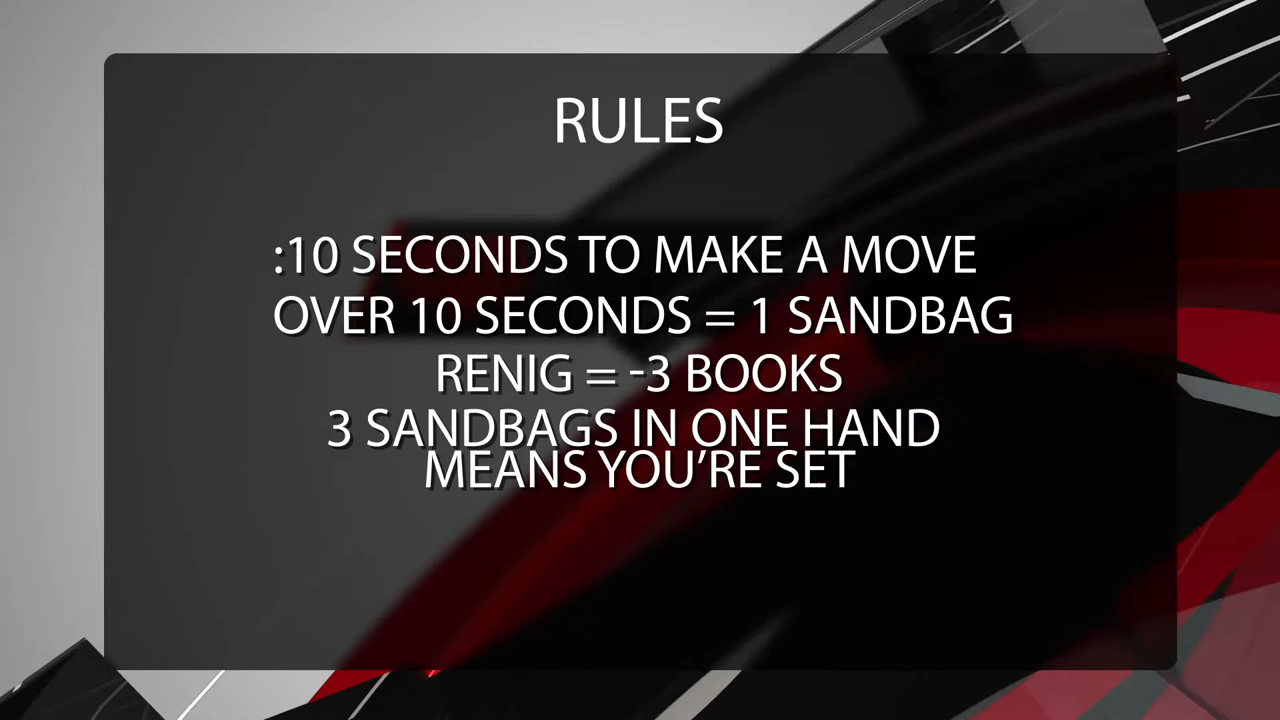 RULES
:10 SECONDS TO MAKE A MOVE
OVER 10 SECONDS = 1 SANDBAG
RENIG = -3 BOOKS
3 SANDBAGS IN ONE HAND
MEANS YOU’RE SET